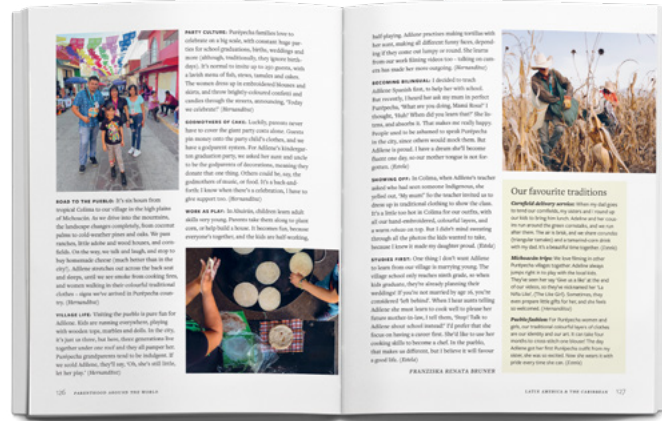 ROAD TO THE PUEBLO: It's six hours from
tropical Colima to our village in the high plains
of Michoacán. As we drive into the mountains,
the landscape changes completely, from coconut
palms to cold-weather pines and oaks. We pass
ranches, little adobe and wood houses, and corn-
fields. On the way, we talk and laugh, and stop to
buy homemade cheese (much better than in the
city!). Adilene stretches out across the back seat
and sleeps, until we see smoke from cooking fires,
and women walking in their colourful traditional
clothes – signs we've arrived in Purépecha coun-
try. (Hernandina)
VILLAGE LIFE: Visiting the pueblo is pure fun for
Adilene. Kids are running everywhere, playing
with wooden tops, marbles and dolls. In the city,
it's just us three, but here, three generations live
together under one roof and they all pamper her.
Purépecha grandparents tend to be indulgent. If
we scold Adilene, they'll say, 'Oh, she's still little,
let her play.' (Hernandina)
PARTY CULTURE: Purépecha families love to
celebrate on a big scale, with constant huge par-
ties for school graduations, births, weddings and
more (although, traditionally, they ignore birth-
days). It's normal to invite up to 250 guests, with
a lavish menu of fish, stews, tamales and cakes.
The women dress up in embroidered blouses and
skirts, and throw brightly-coloured confetti and
candies through the streets, announcing, 'Today
we celebrate!' (Hernandina)
GODMOTHERS OF CAKE: Luckily, parents never
have to cover the giant party costs alone. Guests
pin money onto the party child's clothes, and we
have a godparent system. For Adilene's kindergar-
ten graduation party, we asked her aunt and uncle
to be the godparents of decorations, meaning they
donate that one thing. Others could be, say, the
godmothers of music, or food. It's a back-and-
forth: I know when there's a celebration, I have to
give support too. (Hernandina)
WORK AS PLAY: In Ahuirán, children learn adult
skills very young. Parents take them along to plant
corn, or help build a house. It becomes fun, because
everyone's together, and the kids are half-working,
126 PARENTHOOD AROUND THE WORLD
half-playing. Adilene practices making tortillas with
her aunt, making all different funny faces, depend-
ing if they come out lumpy or round. She learns
from our work filming videos too – talking on cam-
era has made her more outgoing. (Hernandina)
BECOMING BILINGUAL: I decided to teach
Adilene Spanish first, to help her with school.
But recently, I heard her ask my mum in perfect
Purépecha, 'What are you doing, Mamá Rosa?' I
thought, 'Huh! When did you learn that?' She lis-
tens, and absorbs it. That makes me really happy.
People used to be ashamed to speak Purépecha
in the city, since others would mock them. But
Adilene is proud. I have a dream she'll become
fluent one day, so our mother tongue is not for-
gotten. (Hernandina)
SHOWING OFF: In Colima, when Adilene's teacher
asked who had seen someone Indigenous, she
yelled out, 'My mum!' So the teacher invited us to
dress up in traditional clothing to show the class.
It's a little too hot in Colima for our outfits, with
all our hand-embroidered, colourful layers, and
a warm rebozo on top. But I didn't mind sweating
through all the photos the kids wanted to take,
because I knew it made my daughter proud. (Estela)
STUDIES FIRST: One thing I don't want Adilene
to learn from our village is marrying young. The
village school only teaches until sixth grade, so when
kids graduate, they're already planning their
weddings! If you're not married by age 16, you're
considered 'left behind'. When I hear aunts telling
Adilene she must learn to cook well to please her
future mother-in-law, I tell them, 'Stop! Talk to
Adilene about school instead!' I'd prefer that she
focus on having a career first. She'd like to use her
cooking skills to become a chef. In the pueblo,
that makes us different, but I believe it will favour
a good life. (Estela)
FRANZISKA RENATA BRUNER
Our favourite traditions
Cornfield delivery service: When my dad goes
to tend our cornfields, my sisters and I round up
our kids to bring him lunch. Adilene and her cous-
ins run around the green cornstalks, and we run
after them. The air is brisk, and we share corundas
(triangular tamales) and a tamarind-corn drink
with my dad. It's a beautiful time together. (Estela)
Michoacán trips: We love filming in other
Purépecha villages together. Adilene always
jumps right in to play with the local kids.
They've seen her say 'Give us a like' at the end
of our videos, so they've nicknamed her 'La
Niña Like', (The Like Girl). Sometimes, they
even prepare little gifts for her, and she feels
so welcomed. (Hernandina)
Pueblo fashion: For Purépecha women and
girls, our traditional colourful layers of clothes
are our identity and our art. It can take four
months to cross-stitch one blouse! The day
Adilene got her first Purépecha outfit from my
sister, she was so excited. Now she wears it with
pride every time she can. (Estela)
LATIN AMERICA & THE CARIBBEAN 127